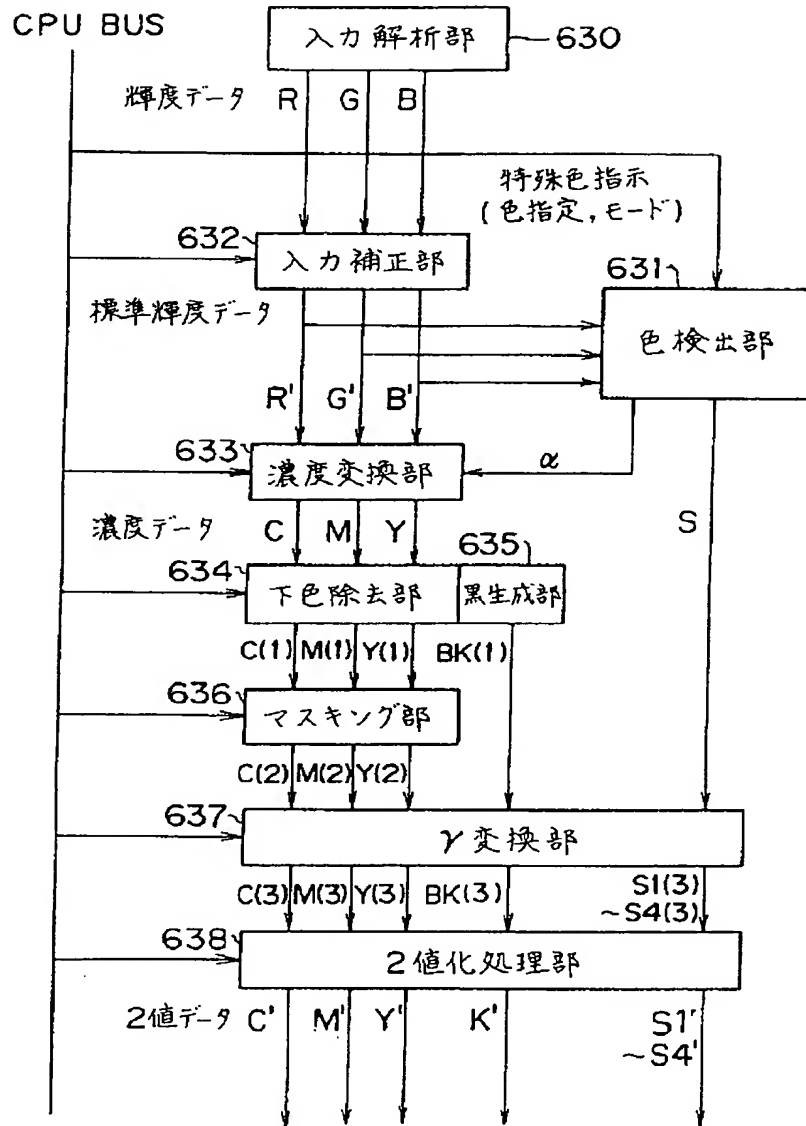 CPU BUS
入力解析部
630
輝度データ R G B
特殊色指示
(色指定,モード)
632
入力補正部
631
標準輝度データ
色検出部
R' G' B'
633
濃度変換部
α
濃度データ C M Y
S
634
635
下色除去部
黒生成部
C(1) M(1) Y(1) BK(1)
636
マスキング部
C(2) M(2) Y(2)
637
γ変換部
C(3) M(3) Y(3) BK(3) S1(3)
~S4(3)
638
2値化処理部
2値データ C' M' Y' K' S1'
~S4'